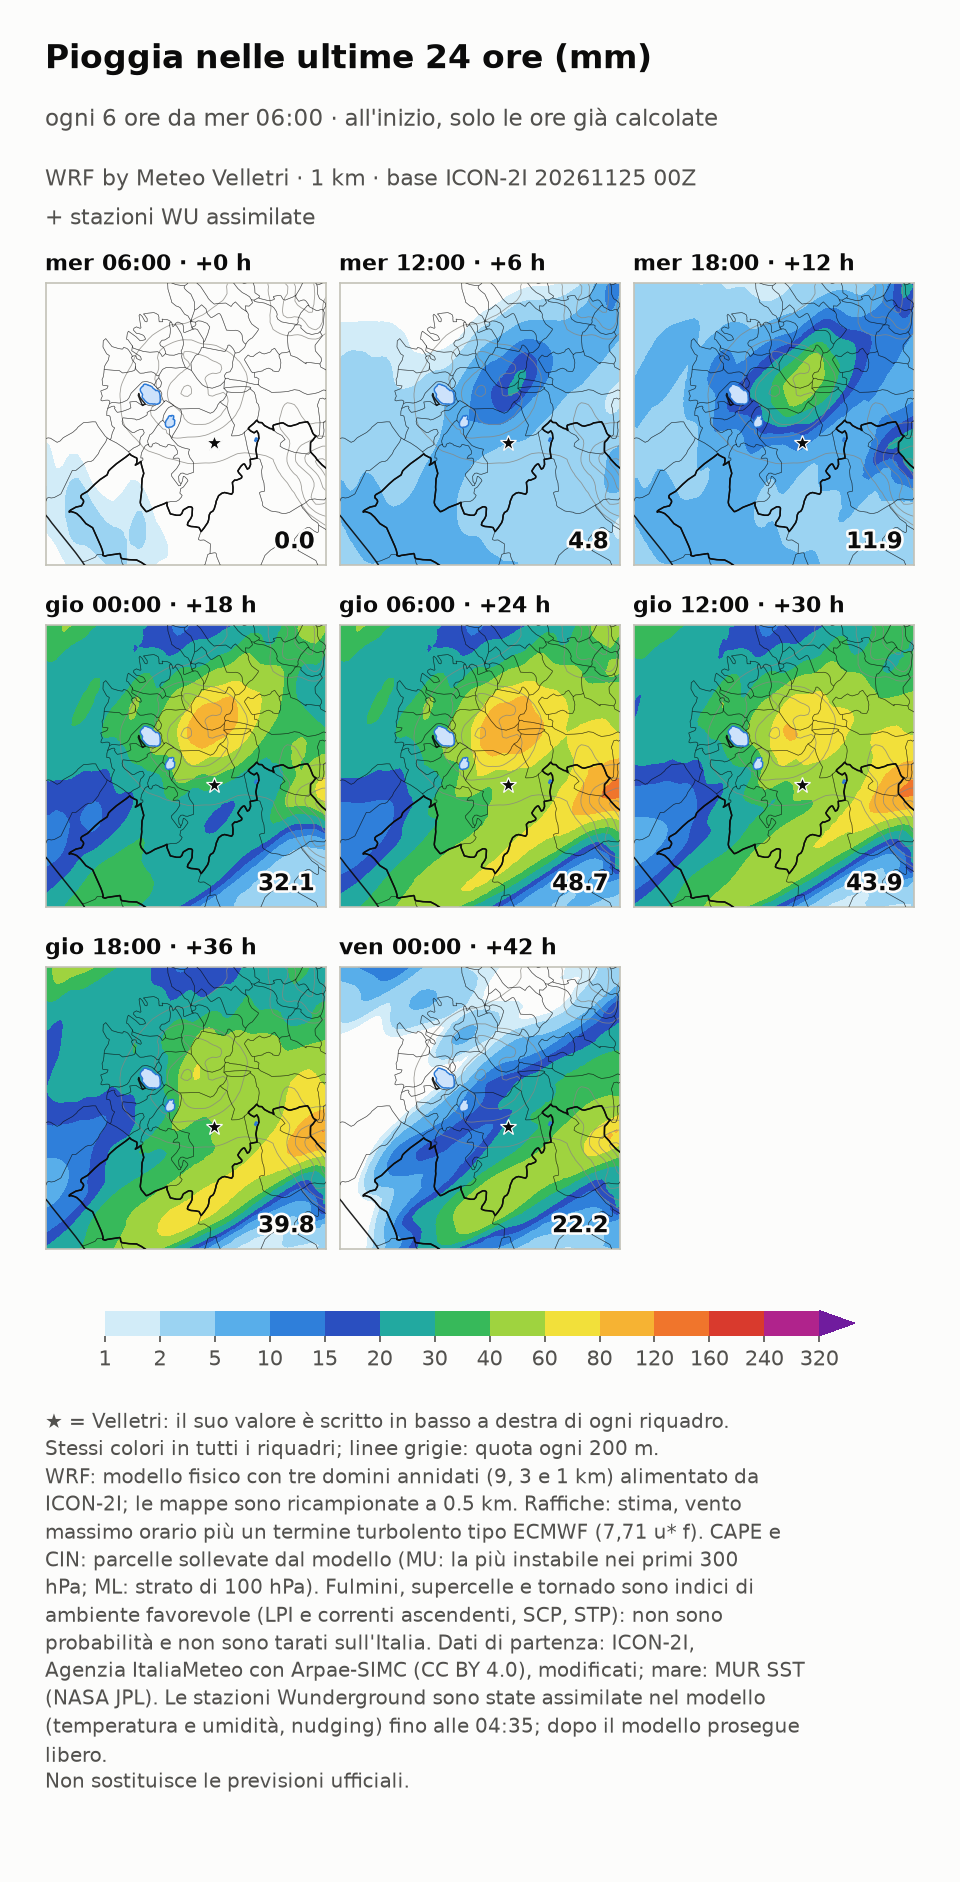 Pioggia nelle ultime 24 ore (mm)
ogni 6 ore da mer 06:00 · all'inizio, solo le ore già calcolate
WRF by Meteo Velletri · 1 km · base ICON-2I 20261125 00Z
+ stazioni WU assimilate
mer 06:00 · +0 h
mer 12:00 · +6 h
mer 18:00 · +12 h
0.0
4.8
11.9
gio 00:00 · +18 h
gio 06:00 · +24 h
gio 12:00 · +30 h
32.1
48.7
43.9
gio 18:00 · +36 h
ven 00:00 · +42 h
39.8
22.2
1 2 5 10 15 20 30 40 60 80 120 160 240 320
★ = Velletri: il suo valore è scritto in basso a destra di ogni riquadro.
Stessi colori in tutti i riquadri; linee grigie: quota ogni 200 m.
WRF: modello fisico con tre domini annidati (9, 3 e 1 km) alimentato da
ICON-2I; le mappe sono ricampionate a 0.5 km. Raffiche: stima, vento
massimo orario più un termine turbolento tipo ECMWF (7,71 u* f). CAPE e
CIN: parcelle sollevate dal modello (MU: la più instabile nei primi 300
hPa; ML: strato di 100 hPa). Fulmini, supercelle e tornado sono indici di
ambiente favorevole (LPI e correnti ascendenti, SCP, STP): non sono
probabilità e non sono tarati sull'Italia. Dati di partenza: ICON-2I,
Agenzia ItaliaMeteo con Arpae-SIMC (CC BY 4.0), modificati; mare: MUR SST
(NASA JPL). Le stazioni Wunderground sono state assimilate nel modello
(temperatura e umidità, nudging) fino alle 04:35; dopo il modello prosegue
libero.
Non sostituisce le previsioni ufficiali.